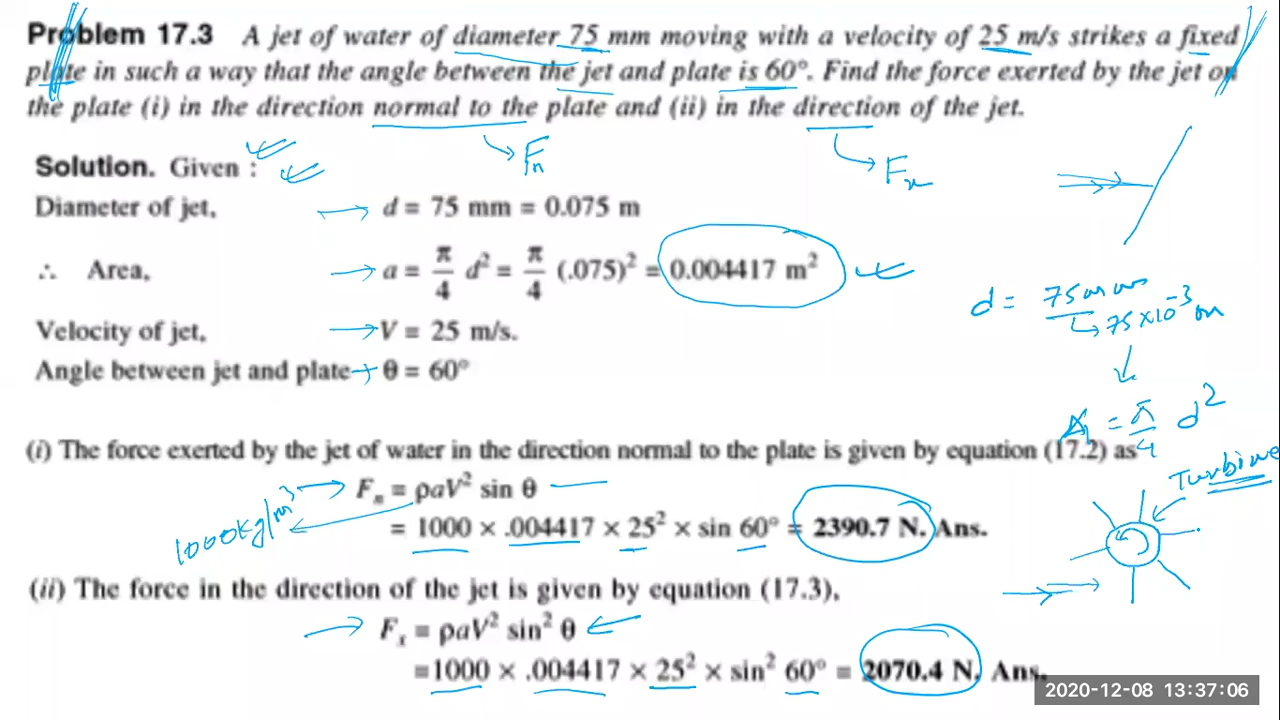 Problem 17.3 A jet of water of diameter 75 mm moving with a velocity of 25 m/s strikes a fixed
plate in such a way that the angle between the jet and plate is 60°. Find the force exerted by the jet on
the plate (i) in the direction normal to the plate and (ii) in the direction of the jet.
Fn
Fx
Solution. Given :
Diameter of jet, d = 75 mm = 0.075 m
∴ Area, a = π/4 d² = π/4 (.075)² = 0.004417 m²
d = 75 mm
75×10⁻³ m
Velocity of jet, V = 25 m/s.
Angle between jet and plate θ = 60°
A = π/4 d²
(i) The force exerted by the jet of water in the direction normal to the plate is given by equation (17.2) as
Turbine
Fn = ρaV² sin θ
1000kg/m³
= 1000 × .004417 × 25² × sin 60° = 2390.7 N. Ans.
(ii) The force in the direction of the jet is given by equation (17.3),
Fx = ρaV² sin² θ
=1000 × .004417 × 25² × sin² 60° = 2070.4 N. Ans.
2020-12-08 13:37:06